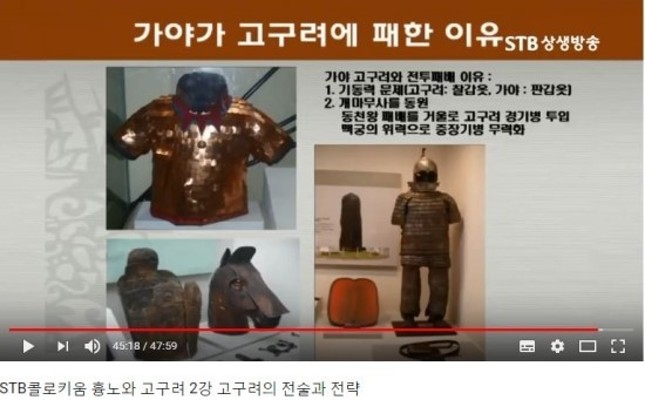 가야가 고구려에 패한 이유
STB 상생방송
가야 고구려와 전투패배 이유 :
1. 기동력 문제(고구려: 찰갑옷, 가야 : 판갑옷)
2. 개마무사를 동원
동천왕 패배를 거울로 고구려 경기병 투입
맥궁의 위력으로 중장기병 무력화
45:18 / 47:59
STB콜로키움 흉노와 고구려 2강 고구려의 전술과 전략